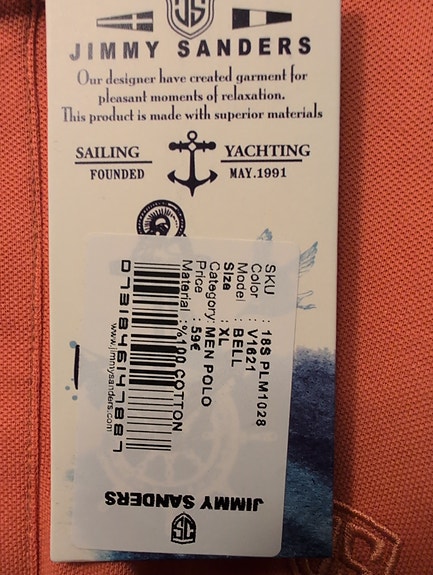 JIMMY SANDERS
Our designer have created garment for
pleasant moments of relaxation.
This product is made with superior materials
SAILING YACHTING
FOUNDED MAY.1991
SKU : 18S PLM1028
Color : V1621
Model : BELL
Size : XL
Category: MEN POLO
Price : 59€
Material :%100 COTTON
0731846147887
www.jimmysanders.com
JIMMY SANDERS